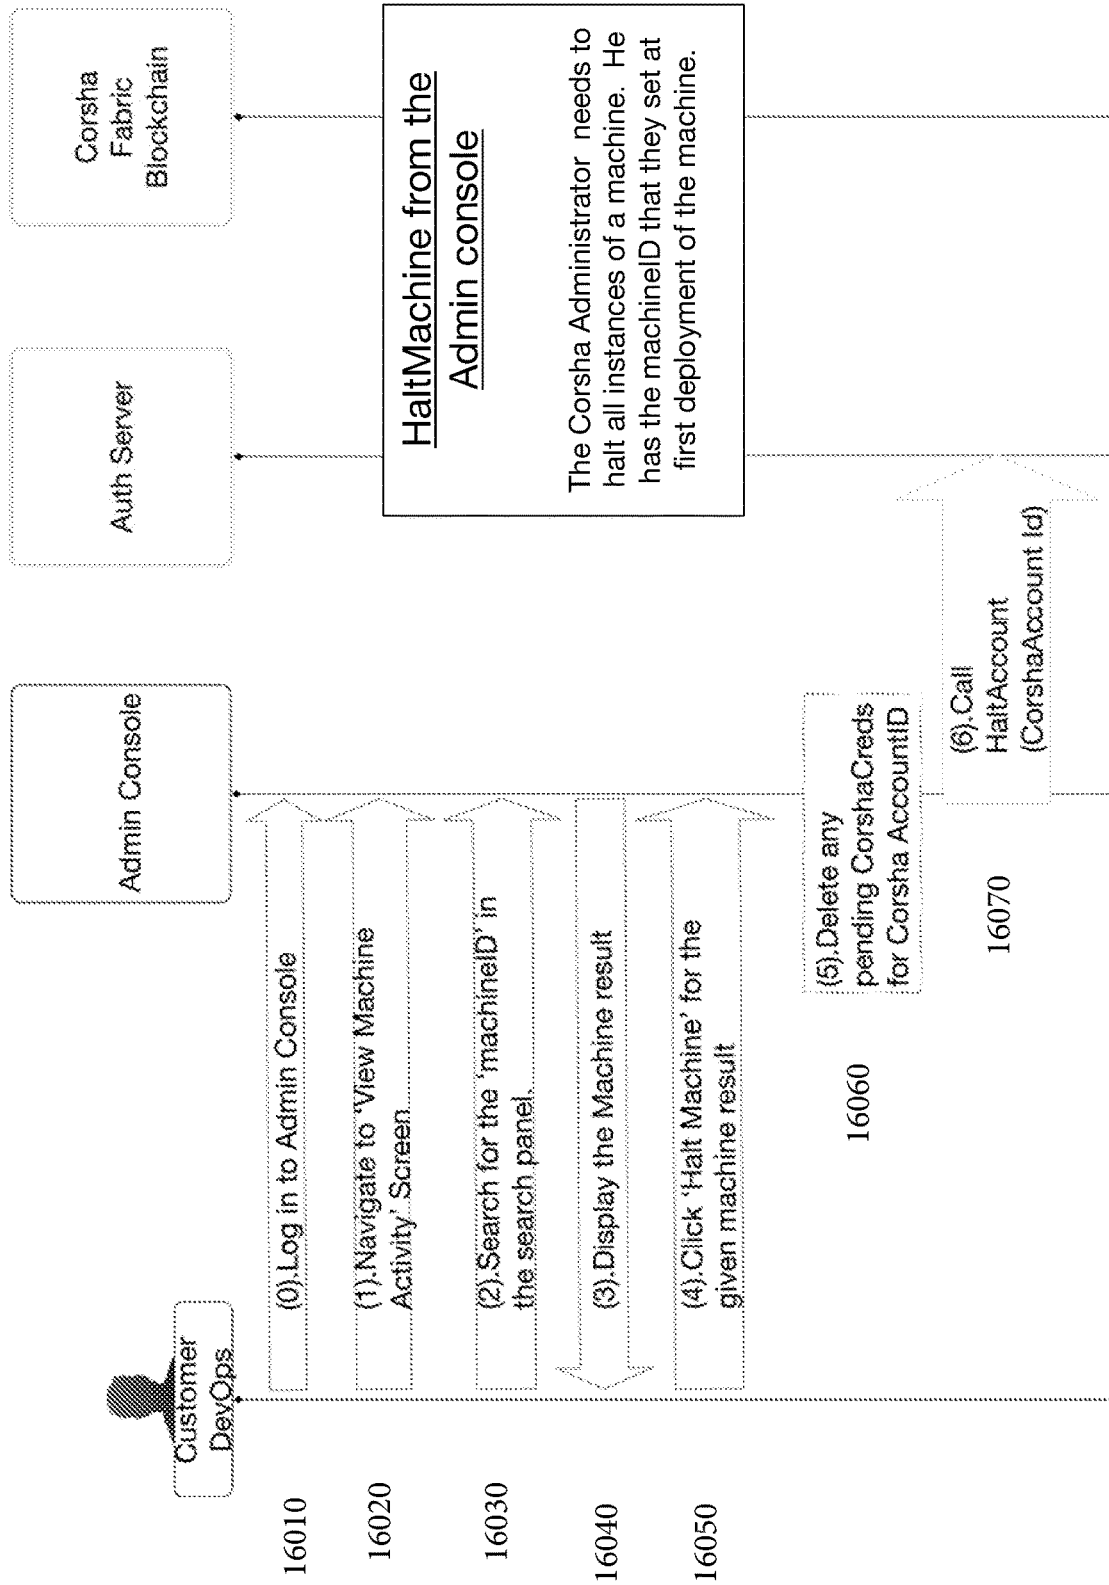 Customer
DevOps
Admin Console
Auth Server
Corsha
Fabric
Blockchain
HaltMachine from the
Admin console
The Corsha Administrator needs to
halt all instances of a machine. He
has the machineID that they set at
first deployment of the machine.
16010
(0).Log in to Admin Console
16020
(1).Navigate to 'View Machine
Activity' Screen
16030
(2).Search for the 'machineID' in
the search panel.
16040
(3).Display the Machine result
16050
(4).Click 'Halt Machine' for the
given machine result
16060
(5).Delete any
pending CorshaCreds
for Corsha AccountID
16070
(6).Call
HaltAccount
(CorshaAccount Id)